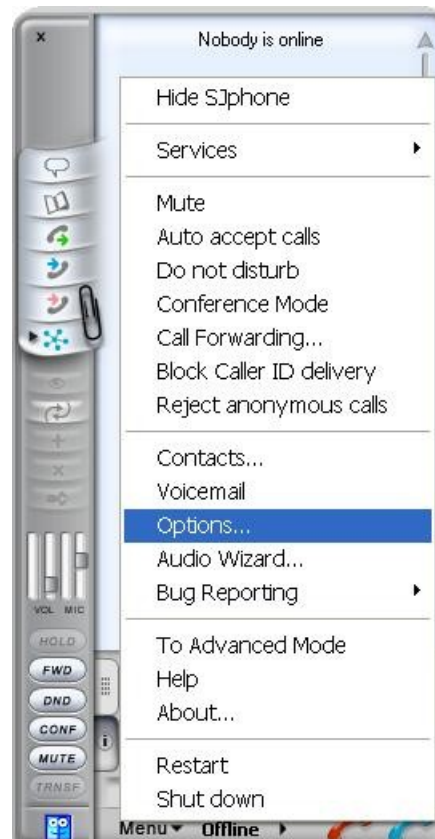 x
Nobody is online
Hide SJphone
Services
Mute
Auto accept calls
Do not disturb
Conference Mode
Call Forwarding...
Block Caller ID delivery
Reject anonymous calls
Contacts...
Voicemail
Options...
Audio Wizard...
Bug Reporting
To Advanced Mode
Help
About...
Restart
Shut down
VOL MIC
HOLD
FWD
DND
CONF
MUTE
TRNSF
i
Menu Offline